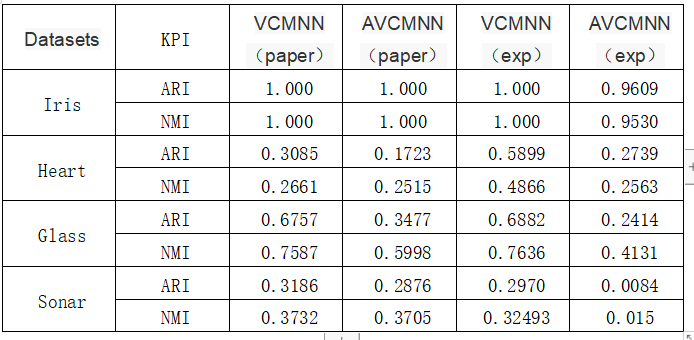 Datasets KPI VCMNN (paper) AVCMNN (paper) VCMNN (exp) AVCMNN (exp)
Iris ARI 1.000 1.000 1.000 0.9609
NMI 1.000 1.000 1.000 0.9530
Heart ARI 0.3085 0.1723 0.5899 0.2739
NMI 0.2661 0.2515 0.4866 0.2563
Glass ARI 0.6757 0.3477 0.6882 0.2414
NMI 0.7587 0.5998 0.7636 0.4131
Sonar ARI 0.3186 0.2876 0.2970 0.0084
NMI 0.3732 0.3705 0.32493 0.015